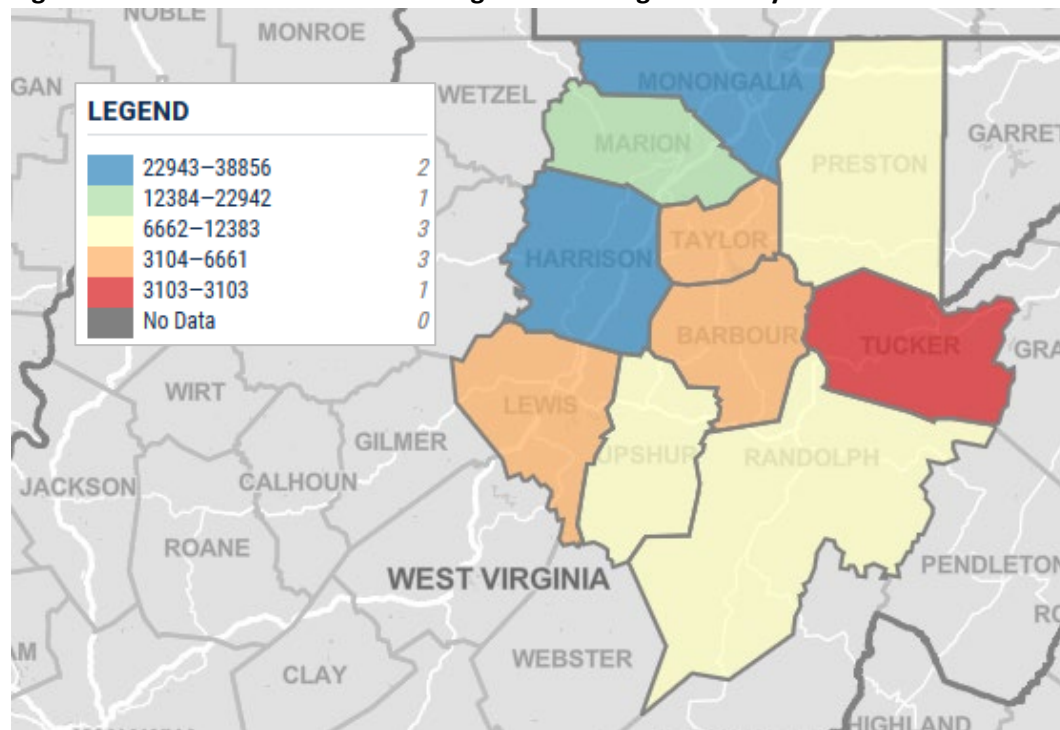 NOBLE
MONROE
GAN
WETZEL
MONONGALIA
LEGEND
22943–38856 2
12384–22942 1
6662–12383 3
3104–6661 3
3103–3103 1
No Data 0
MARION
GARRET
PRESTON
TAYLOR
HARRISON
BARBOUR
TUCKER
GRA
WIRT
LEWIS
GILMER
UPSHUR
RANDOLPH
JACKSON
CALHOUN
ROANE
WEST VIRGINIA
PENDLETON
RO
AM
WEBSTER
CLAY
HIGHLAND